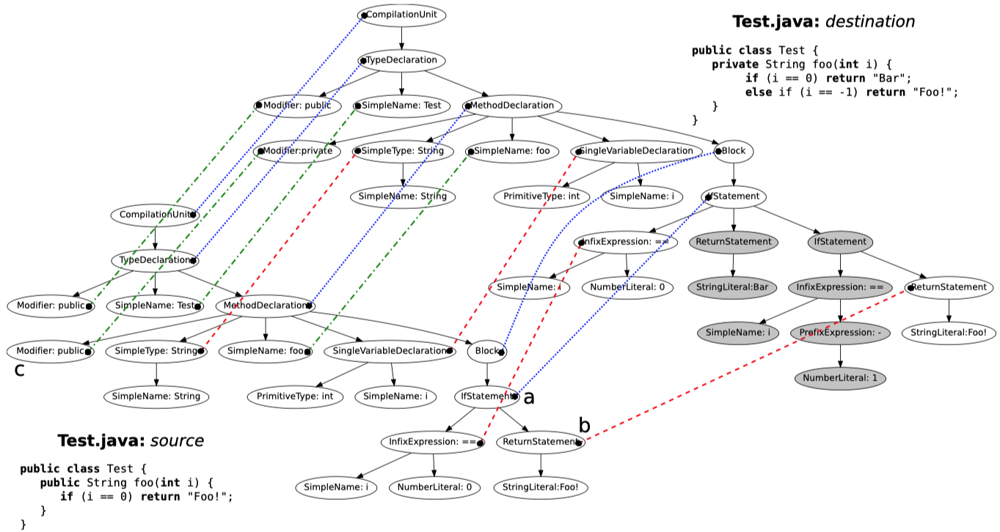 CompilationUnit
Test.java: destination
TypeDeclaration
public class Test {
private String foo(int i) {
if (i == 0) return "Bar";
else if (i == -1) return "Foo!";
}
}
Modifier: public
SimpleName: Test
MethodDeclaration
Modifier:private
SimpleType: String
SimpleName: foo
SingleVariableDeclaration
Block
SimpleName: String
PrimitiveType: int
SimpleName: i
IfStatement
CompilationUnit
InfixExpression: ==
ReturnStatement
IfStatement
TypeDeclaration
SimpleName: i
NumberLiteral: 0
StringLiteral:Bar
InfixExpression: ==
ReturnStatement
Modifier: public
SimpleName: Test
MethodDeclaration
SimpleName: i
PrefixExpression: -
StringLiteral:Foo!
Modifier: public
SimpleType: String
SimpleName: foo
SingleVariableDeclaration
Block
c
NumberLiteral: 1
SimpleName: String
PrimitiveType: int
SimpleName: i
IfStatement
a
b
Test.java: source
InfixExpression: ==
ReturnStatement
public class Test {
public String foo(int i) {
if (i == 0) return "Foo!";
}
}
SimpleName: i
NumberLiteral: 0
StringLiteral:Foo!